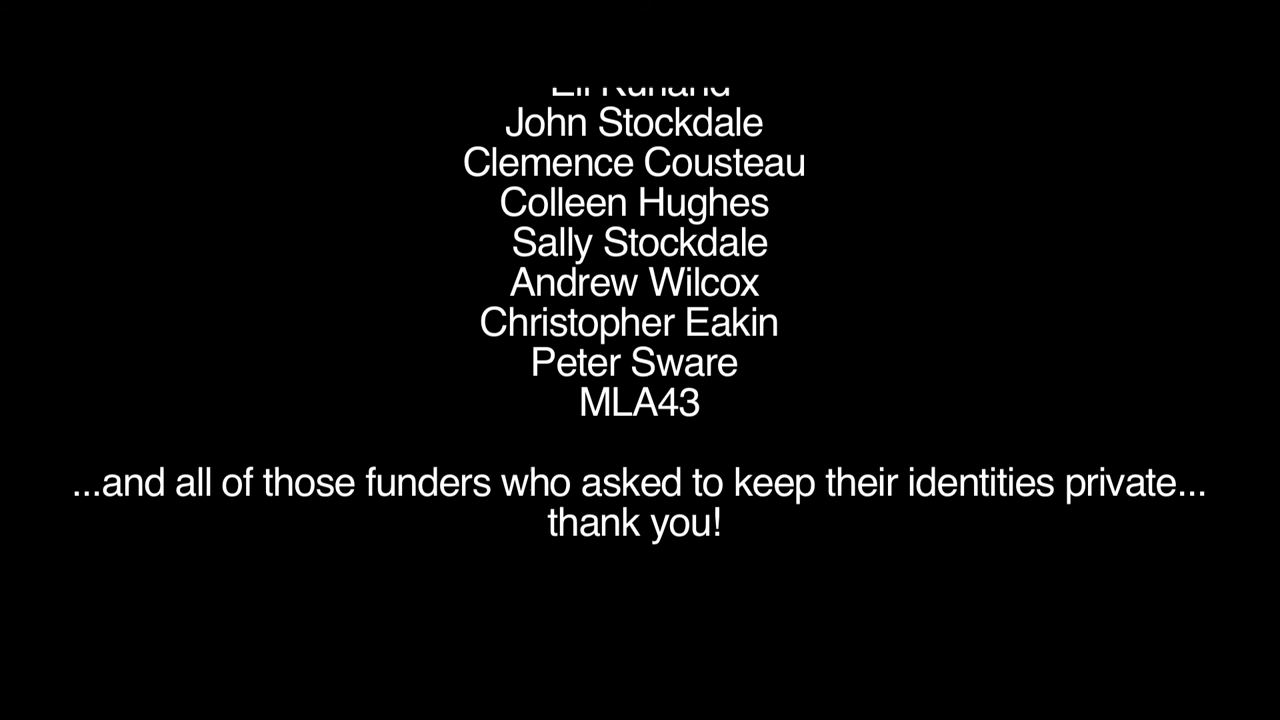 John Stockdale
Clemence Cousteau
Colleen Hughes
Sally Stockdale
Andrew Wilcox
Christopher Eakin
Peter Sware
MLA43
...and all of those funders who asked to keep their identities private...
thank you!